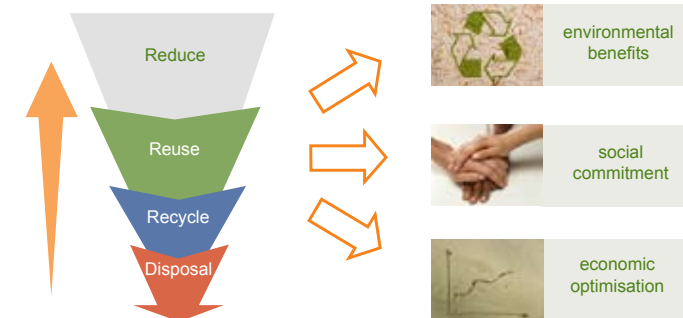 Reduce
Reuse
Recycle
Disposal
environmental
benefits
social
commitment
economic
optimisation